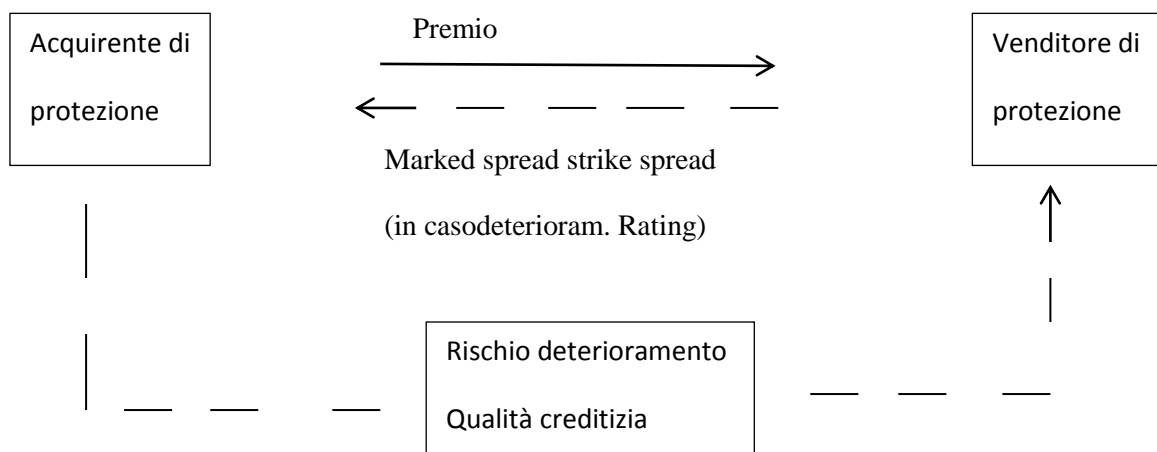 Acquirente di
protezione
Premio
Marked spread strike spread
(in casodeterioram. Rating)
Venditore di
protezione
Rischio deterioramento
Qualità creditizia